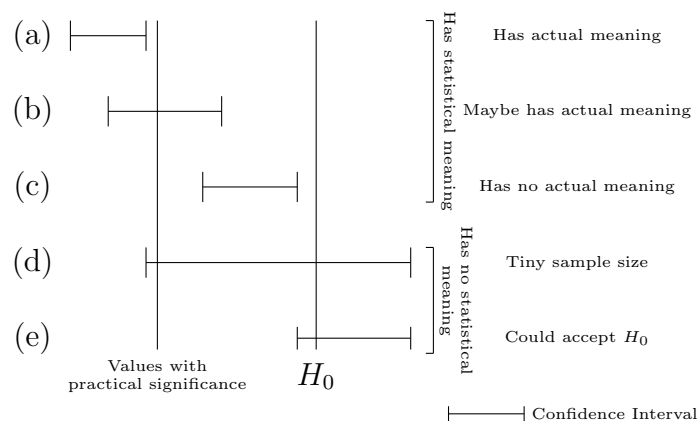 (a)
Has actual meaning
(b)
Maybe has actual meaning
(c)
Has no actual meaning
Has statistical meaning
(d)
Tiny sample size
(e)
Could accept H₀
Has no statistical
meaning
Values with
practical significance
H₀
Confidence Interval